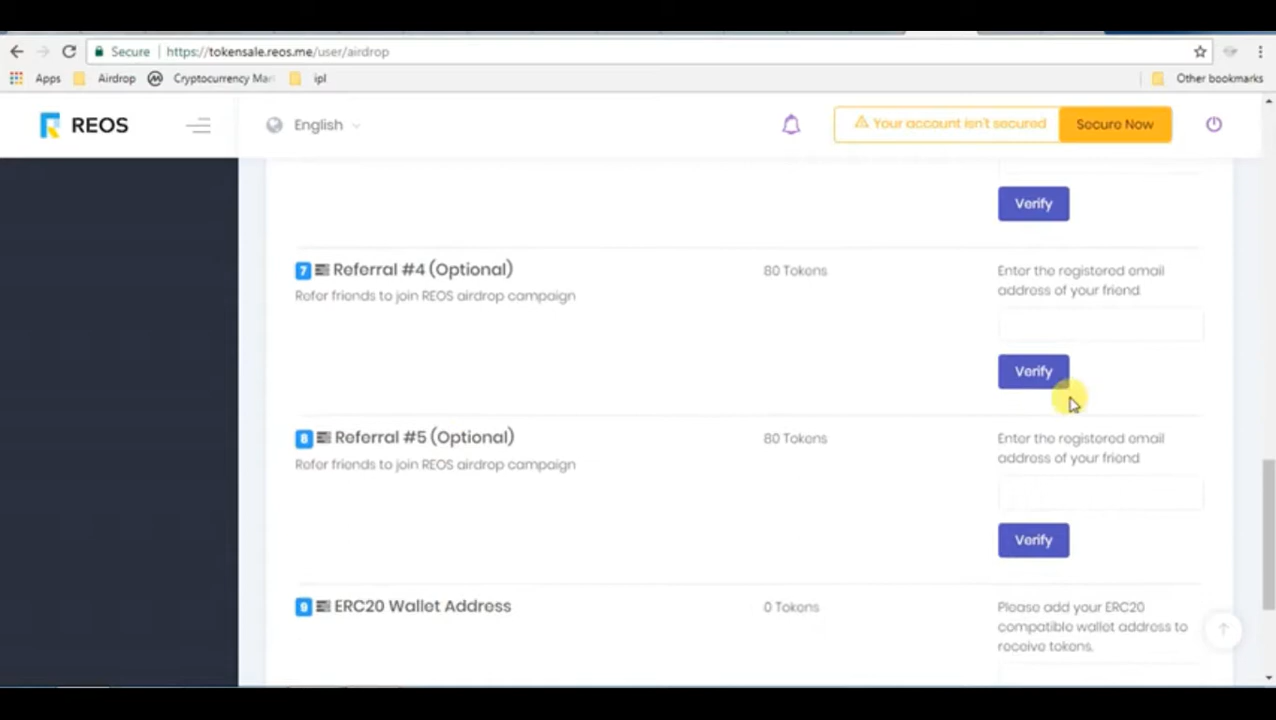 Secure https://tokensale.reos.me/user/airdrop
Apps Airdrop Cryptocurrency Mar ipl Other bookmarks
REOS English Your account isn't secured Secure Now
Verify
7 Referral #4 (Optional) 80 Tokens Enter the registered email
Refer friends to join REOS airdrop campaign address of your friend.
Verify
8 Referral #5 (Optional) 80 Tokens Enter the registered email
Refer friends to join REOS airdrop campaign address of your friend.
Verify
9 ERC20 Wallet Address 0 Tokens Please add your ERC20
compatible wallet address to
receive tokens.